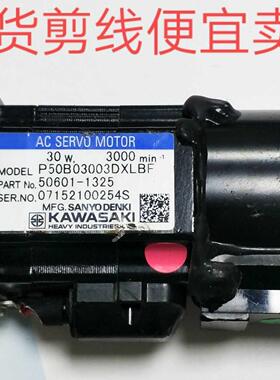 货剪线便宜卖
AC SERVO MOTOR
30 W, 3000 min⁻¹
MODEL P50B03003DXLBF
PART No. 50601-1325
SER.NO. 07152100254S
MFG. SANYO DENKI
KAWASAKI
HEAVY INDUSTRIES